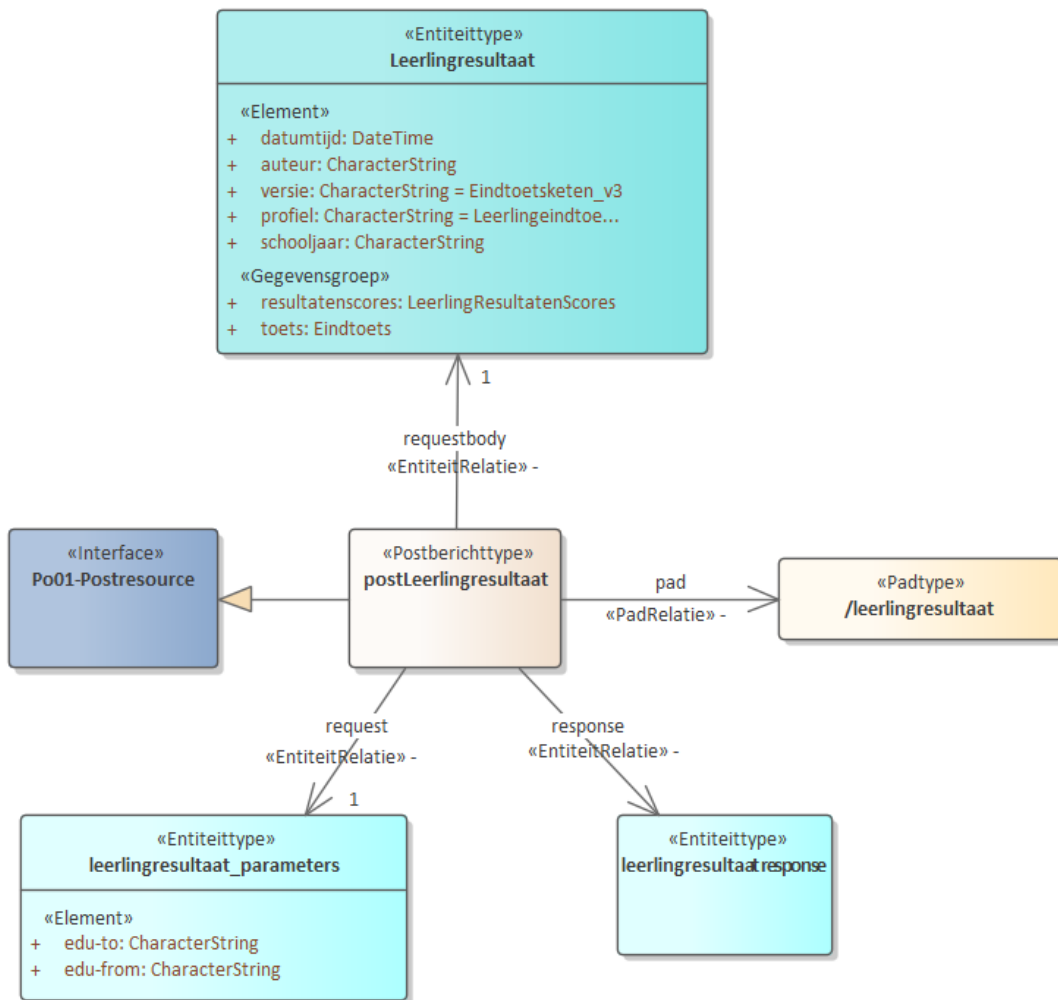 «Entiteittype»
Leerlingresultaat
«Element»
+ datumtijd: DateTime
+ auteur: CharacterString
+ versie: CharacterString = Eindtoetsketen_v3
+ profiel: CharacterString = Leerlingeindtoe...
+ schooljaar: CharacterString
«Gegevensgroep»
+ resultatenscores: LeerlingResultatenScores
+ toets: Eindtoets
1
requestbody
«EntiteitRelatie» -
«Interface»
Po01-Postresource
«Postberichttype»
postLeerlingresultaat
pad
«PadRelatie» -
«Padtype»
/leerlingresultaat
request
«EntiteitRelatie» -
1
response
«EntiteitRelatie» -
«Entiteittype»
leerlingresultaat_parameters
«Element»
+ edu-to: CharacterString
+ edu-from: CharacterString
«Entiteittype»
leerlingresultaat response